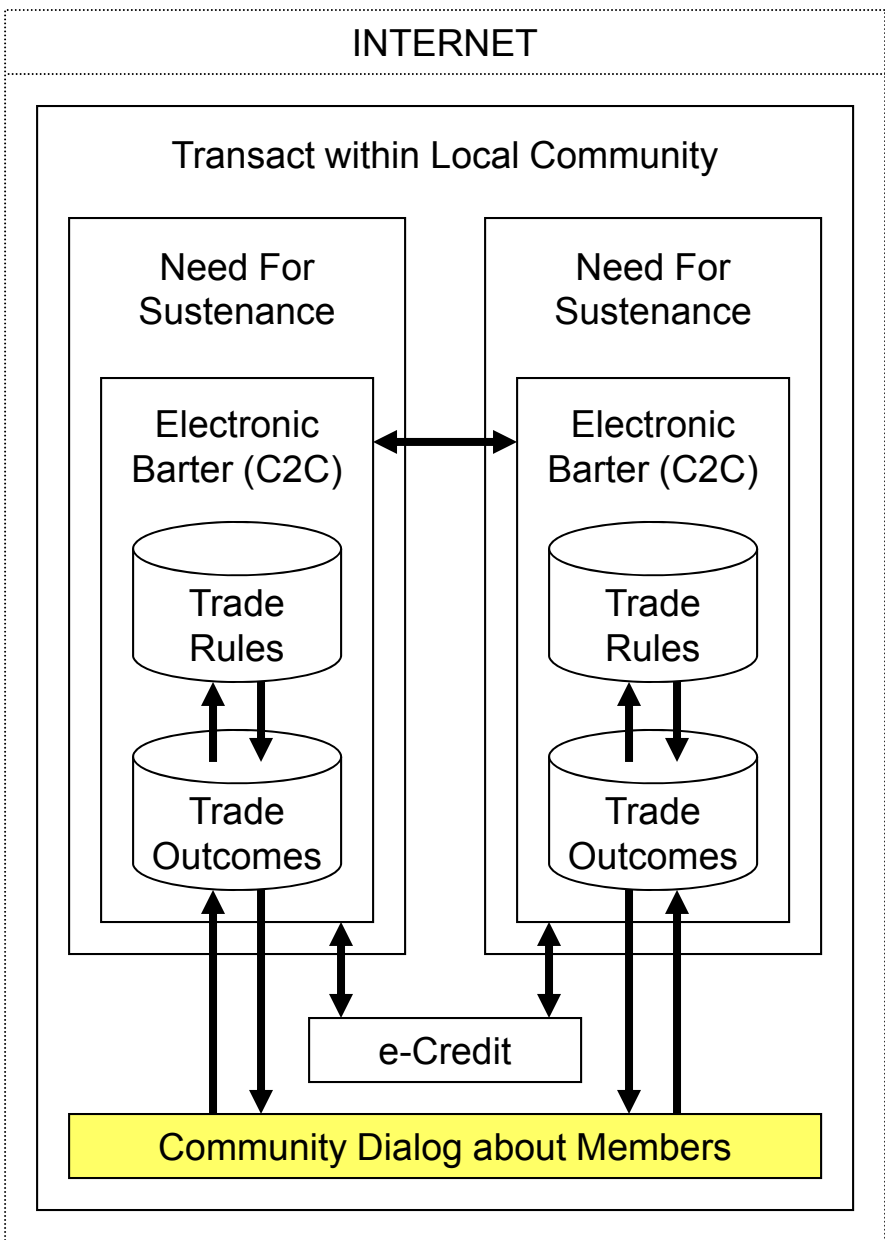 INTERNET
Transact within Local Community
Need For
Sustenance
Electronic
Barter (C2C)
Trade
Rules
Trade
Outcomes
Need For
Sustenance
Electronic
Barter (C2C)
Trade
Rules
Trade
Outcomes
e-Credit
Community Dialog about Members